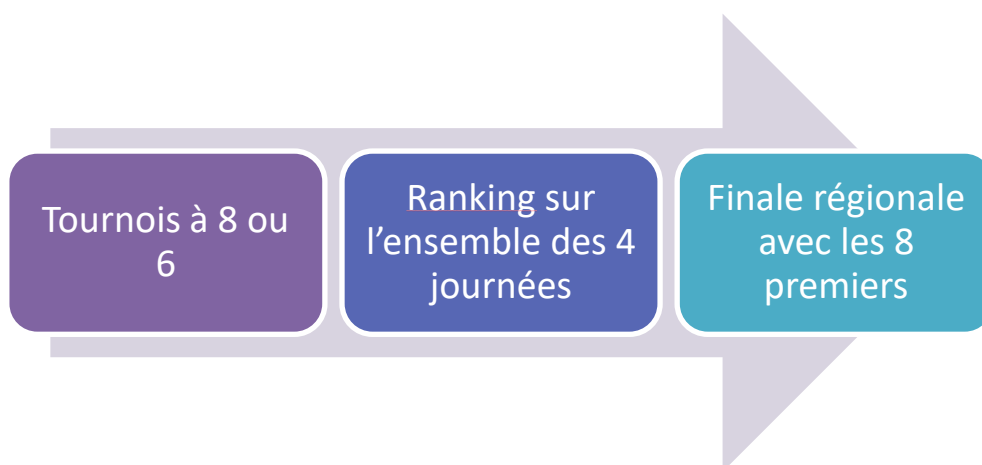 Tournois à 8 ou
6
Ranking sur
l’ensemble des 4
journées
Finale régionale
avec les 8
premiers